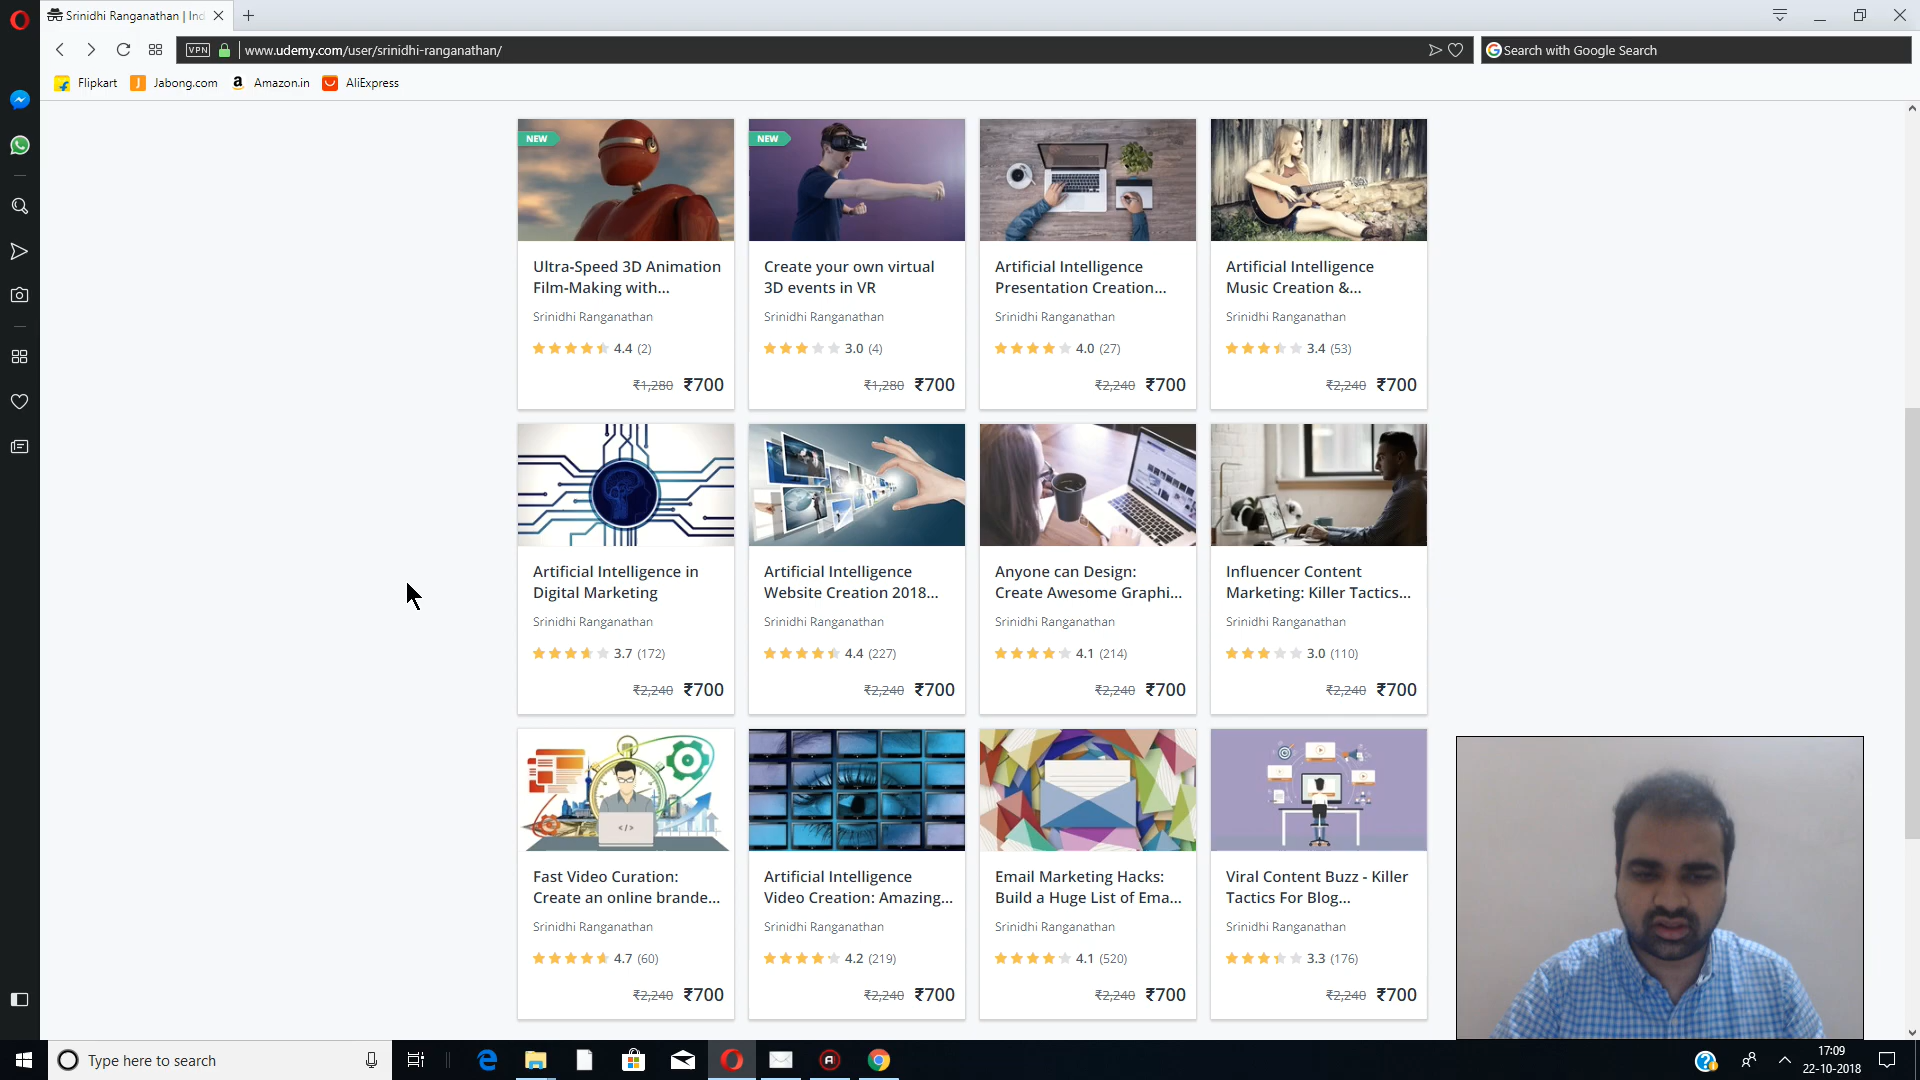 Srinidhi Ranganathan | Ind
VPN
www.udemy.com/user/srinidhi-ranganathan/
Search with Google Search
Flipkart
Jabong.com
Amazon.in
AliExpress
NEW
NEW
Ultra-Speed 3D Animation
Film-Making with...
Srinidhi Ranganathan
4.4 (2)
₹1,280 ₹700
Create your own virtual
3D events in VR
Srinidhi Ranganathan
3.0 (4)
₹1,280 ₹700
Artificial Intelligence
Presentation Creation...
Srinidhi Ranganathan
4.0 (27)
₹2,240 ₹700
Artificial Intelligence
Music Creation &...
Srinidhi Ranganathan
3.4 (53)
₹2,240 ₹700
Artificial Intelligence in
Digital Marketing
Srinidhi Ranganathan
3.7 (172)
₹2,240 ₹700
Artificial Intelligence
Website Creation 2018...
Srinidhi Ranganathan
4.4 (227)
₹2,240 ₹700
Anyone can Design:
Create Awesome Graphi...
Srinidhi Ranganathan
4.1 (214)
₹2,240 ₹700
Influencer Content
Marketing: Killer Tactics...
Srinidhi Ranganathan
3.0 (110)
₹2,240 ₹700
</>
Fast Video Curation:
Create an online brande...
Srinidhi Ranganathan
4.7 (60)
₹2,240 ₹700
Artificial Intelligence
Video Creation: Amazing...
Srinidhi Ranganathan
4.2 (219)
₹2,240 ₹700
Email Marketing Hacks:
Build a Huge List of Ema...
Srinidhi Ranganathan
4.1 (520)
₹2,240 ₹700
Viral Content Buzz - Killer
Tactics For Blog...
Srinidhi Ranganathan
3.3 (176)
₹2,240 ₹700
Type here to search
17:09
22-10-2018